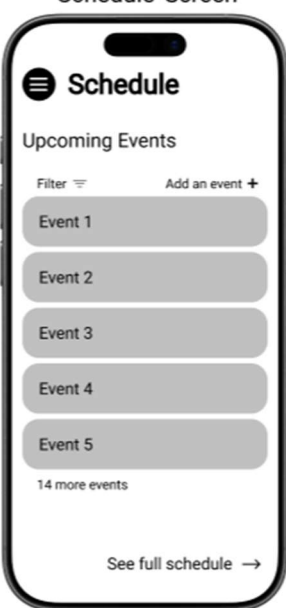 Schedule Screen
Schedule
Upcoming Events
Filter Add an event +
Event 1
Event 2
Event 3
Event 4
Event 5
14 more events
See full schedule →